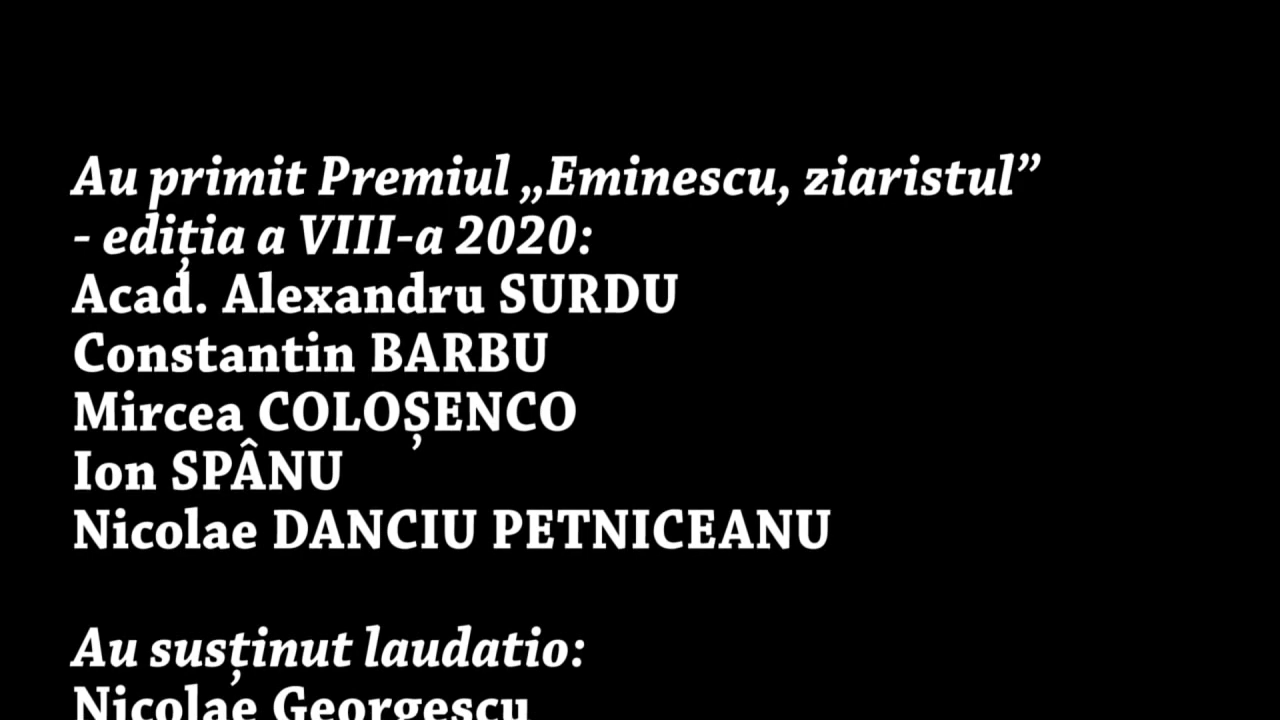 Au primit Premiul „Eminescu, ziaristul”
- ediția a VIII-a 2020:
Acad. Alexandru SURDU
Constantin BARBU
Mircea COLOȘENCO
Ion SPÂNU
Nicolae DANCIU PETNICEANU
Au susținut laudatio:
Nicolae Georgescu